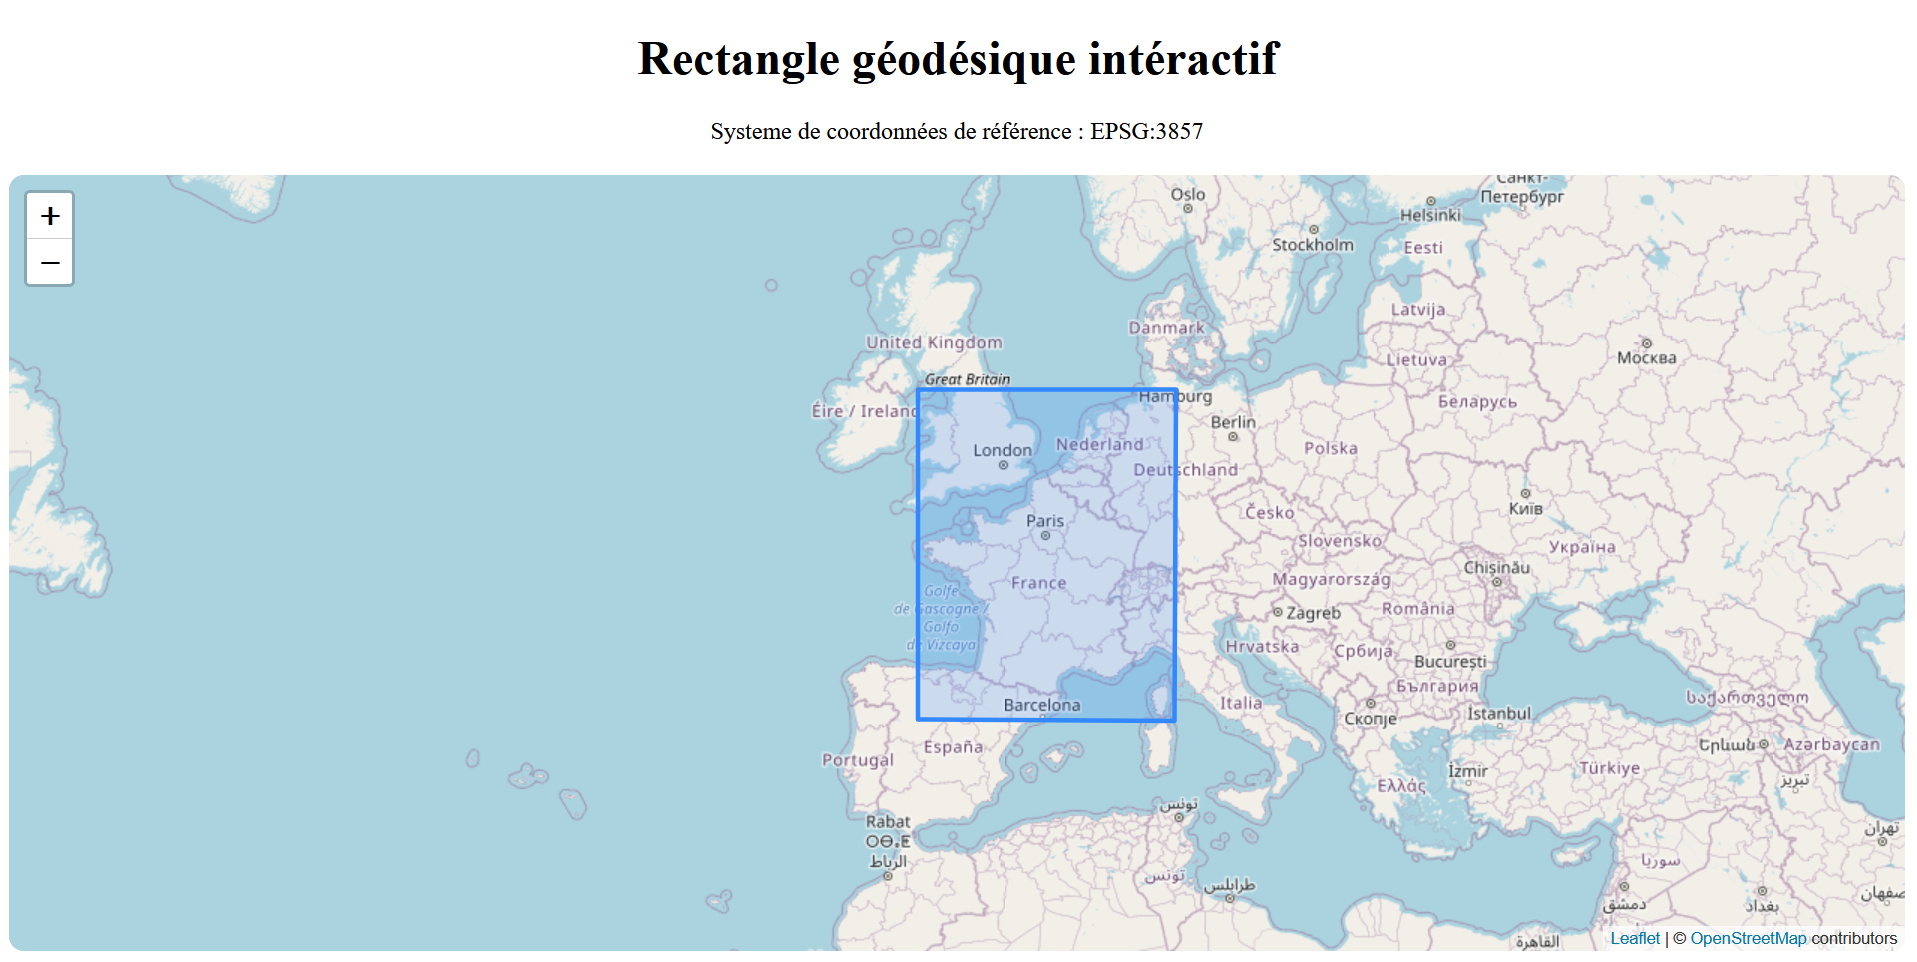 Rectangle géodésique intéractif
Systeme de coordonnées de référence : EPSG:3857
+
−
Oslo
Санкт-
Петербург
Helsinki
Stockholm
Eesti
Latvija
Danmark
United Kingdom
Москва
Lietuva
Great Britain
Hamburg
Беларусь
Éire / Ireland
Berlin
Nederland
London
Polska
Deutschland
Київ
Česko
Paris
Slovensko
Україна
Chișinău
France
Magyarország
Golfe
de Gascogne /
Golfo
de Vizcaya
România
Zagreb
Hrvatska
Србија
București
България
საქართველო
Barcelona
Italia
Скопје
İstanbul
España
Portugal
Երևան
Azərbaycan
İzmir
Türkiye
Ελλάς
تبریز
تونس
Rabat
ⵔⴱⴰⵟ
الرباط
تهران
سوريا
تونس
طرابلس
دمشق
بغداد
اصفهان
القاهرة
Leaflet | © OpenStreetMap contributors